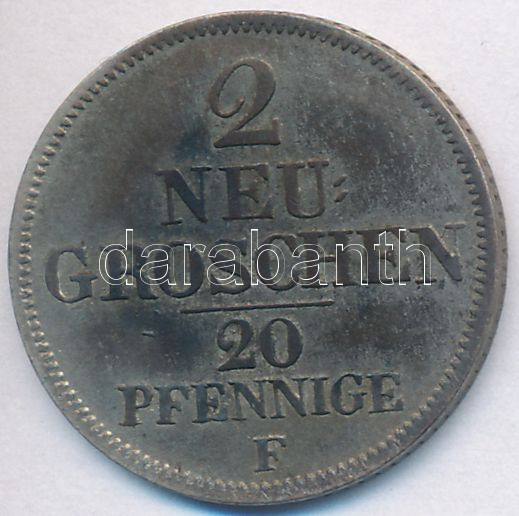 2
NEU:
GROSCHEN
darabanth
20
PFENNIGE
F